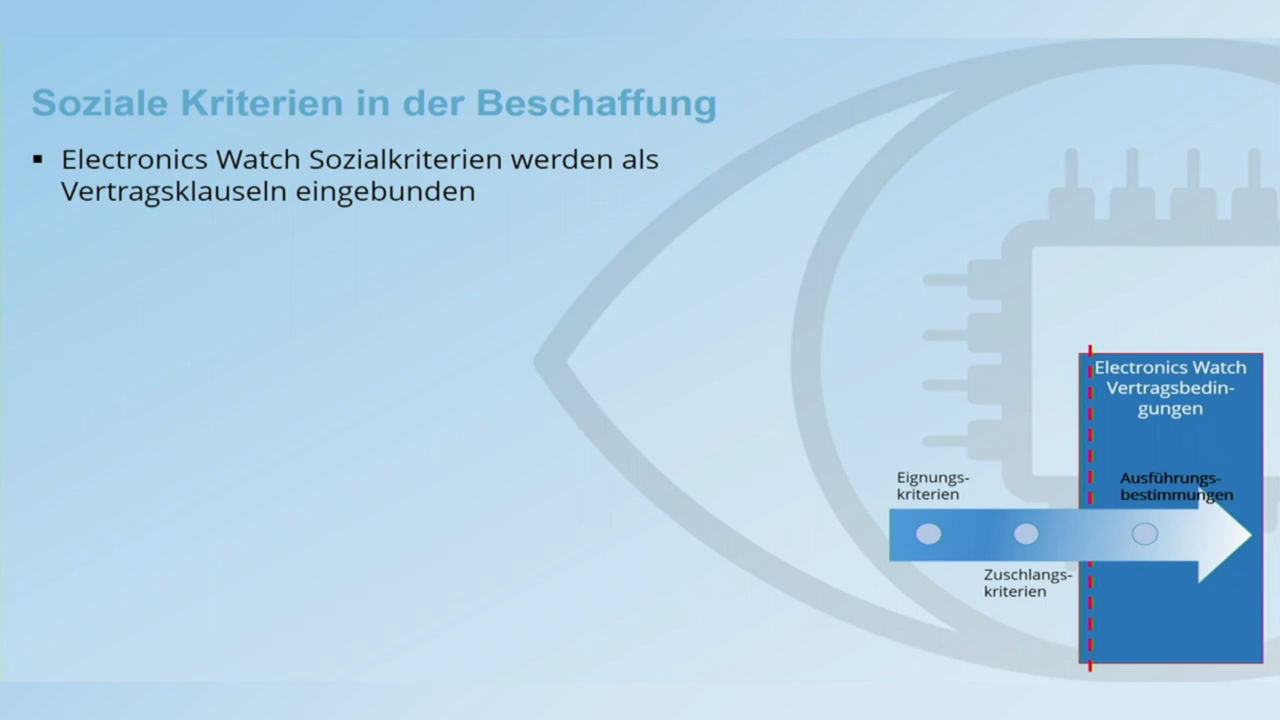 Soziale Kriterien in der Beschaffung
▪ Electronics Watch Sozialkriterien werden als
Vertragsklauseln eingebunden
Electronics Watch
Vertragsbedin-
gungen
Eignungs-
kriterien
Ausführungs-
bestimmungen
Zuschlangs-
kriterien